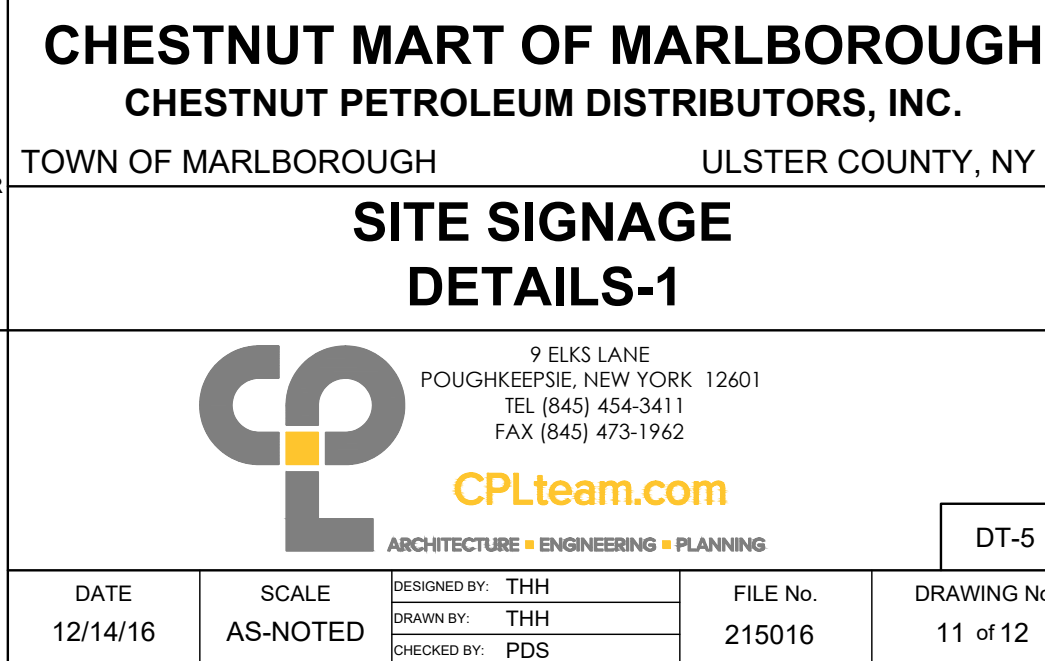 CHESTNUT MART OF MARLBOROUGH
CHESTNUT PETROLEUM DISTRIBUTORS, INC.
TOWN OF MARLBOROUGH ULSTER COUNTY, NY
SITE SIGNAGE
DETAILS-1
9 ELKS LANE
POUGHKEEPSIE, NEW YORK 12601
TEL (845) 454-3411
FAX (845) 473-1962
CPL
CPLteam.com
ARCHITECTURE ▪ ENGINEERING ▪ PLANNING
DT-5
DATE
12/14/16
SCALE
AS-NOTED
DESIGNED BY: THH
DRAWN BY: THH
CHECKED BY: PDS
FILE No.
215016
DRAWING No
11 of 12